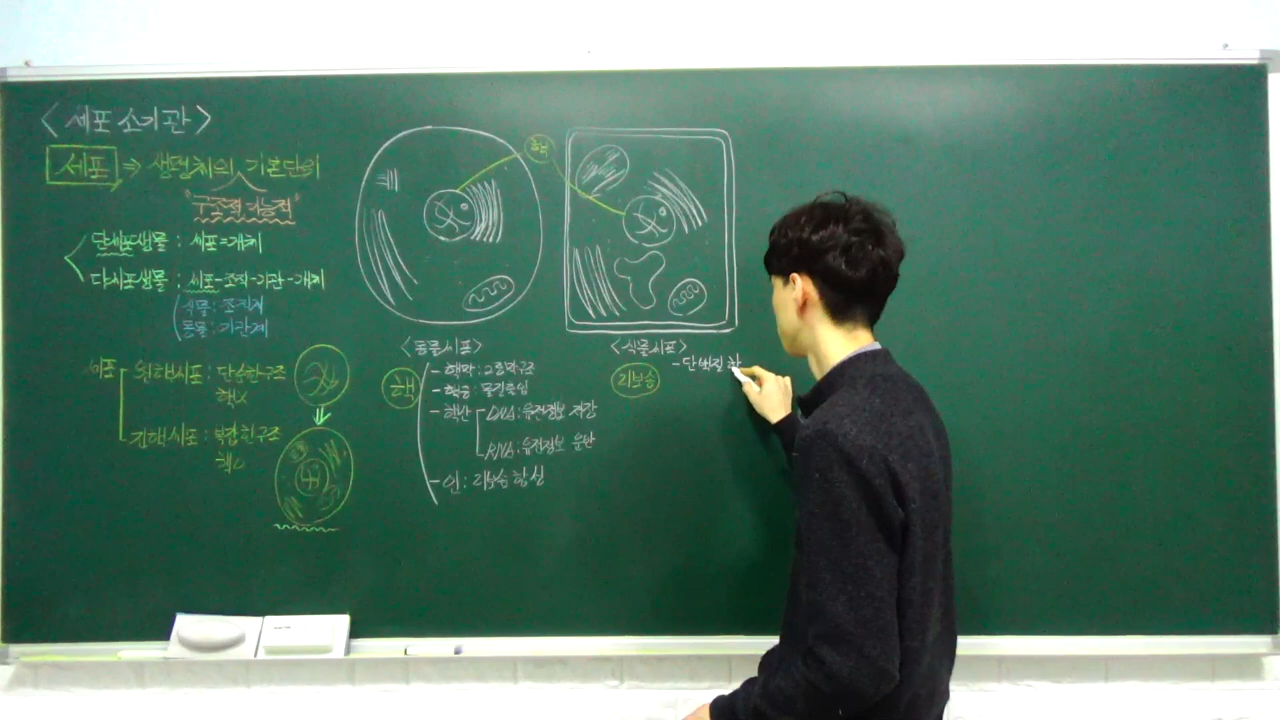 <세포 소기관>
세포 ⇒ 생명체의 기본단위
"구조적 기능적"
단세포생물 : 세포=개체
다세포생물 : 세포-조직-기관-개체
식물 : 조직계
동물 : 기관계
세포
원핵세포 : 단순한구조
핵X
진핵세포 : 복잡한구조
핵O
핵
<동물세포>
핵
-핵막 : 2중막구조
-핵공 : 물질출입
-핵산
DNA : 유전정보 저장
RNA : 유전정보 운반
-인 : 리보솜 합성
<식물세포>
리보솜
-단백질 합